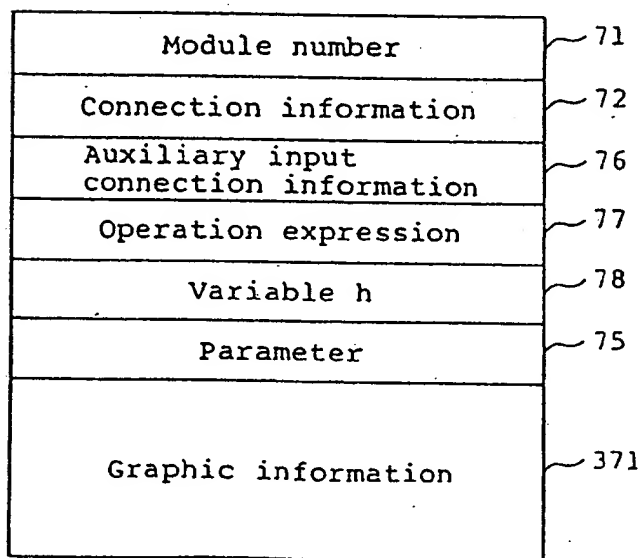 Module number 71
Connection information 72
Auxiliary input
connection information 76
Operation expression 77
Variable h 78
Parameter 75
Graphic information 371